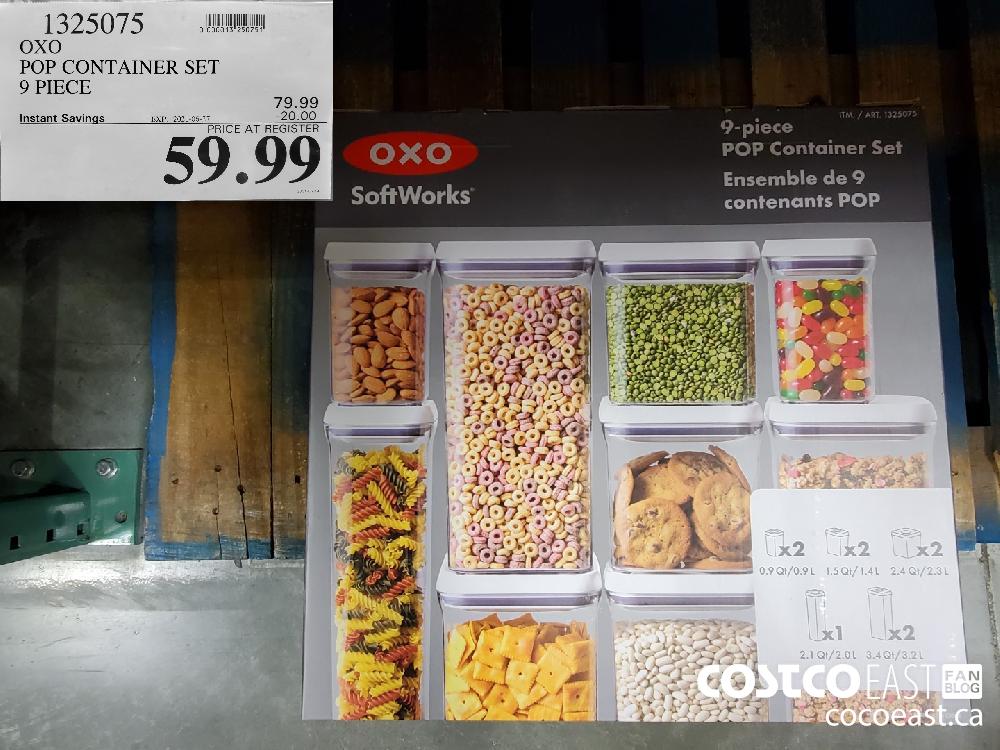 1325075
OXO
POP CONTAINER SET
9 PIECE
79.99
Instant Savings
-20.00
PRICE AT REGISTER
59.99
ITM. / ART. 1325075
OXO
SoftWorks
9-piece
POP Container Set
Ensemble de 9
contenants POP
x2 x2 x2
0.9 Qt/0.9 L 1.5 Qt/1.4 L 2.4 Qt/2.3 L
x1 x2
2.1 Qt/2.0 L 3.4 Qt/3.2 L
COSTCO EAST FAN BLOG
cocoeast.ca